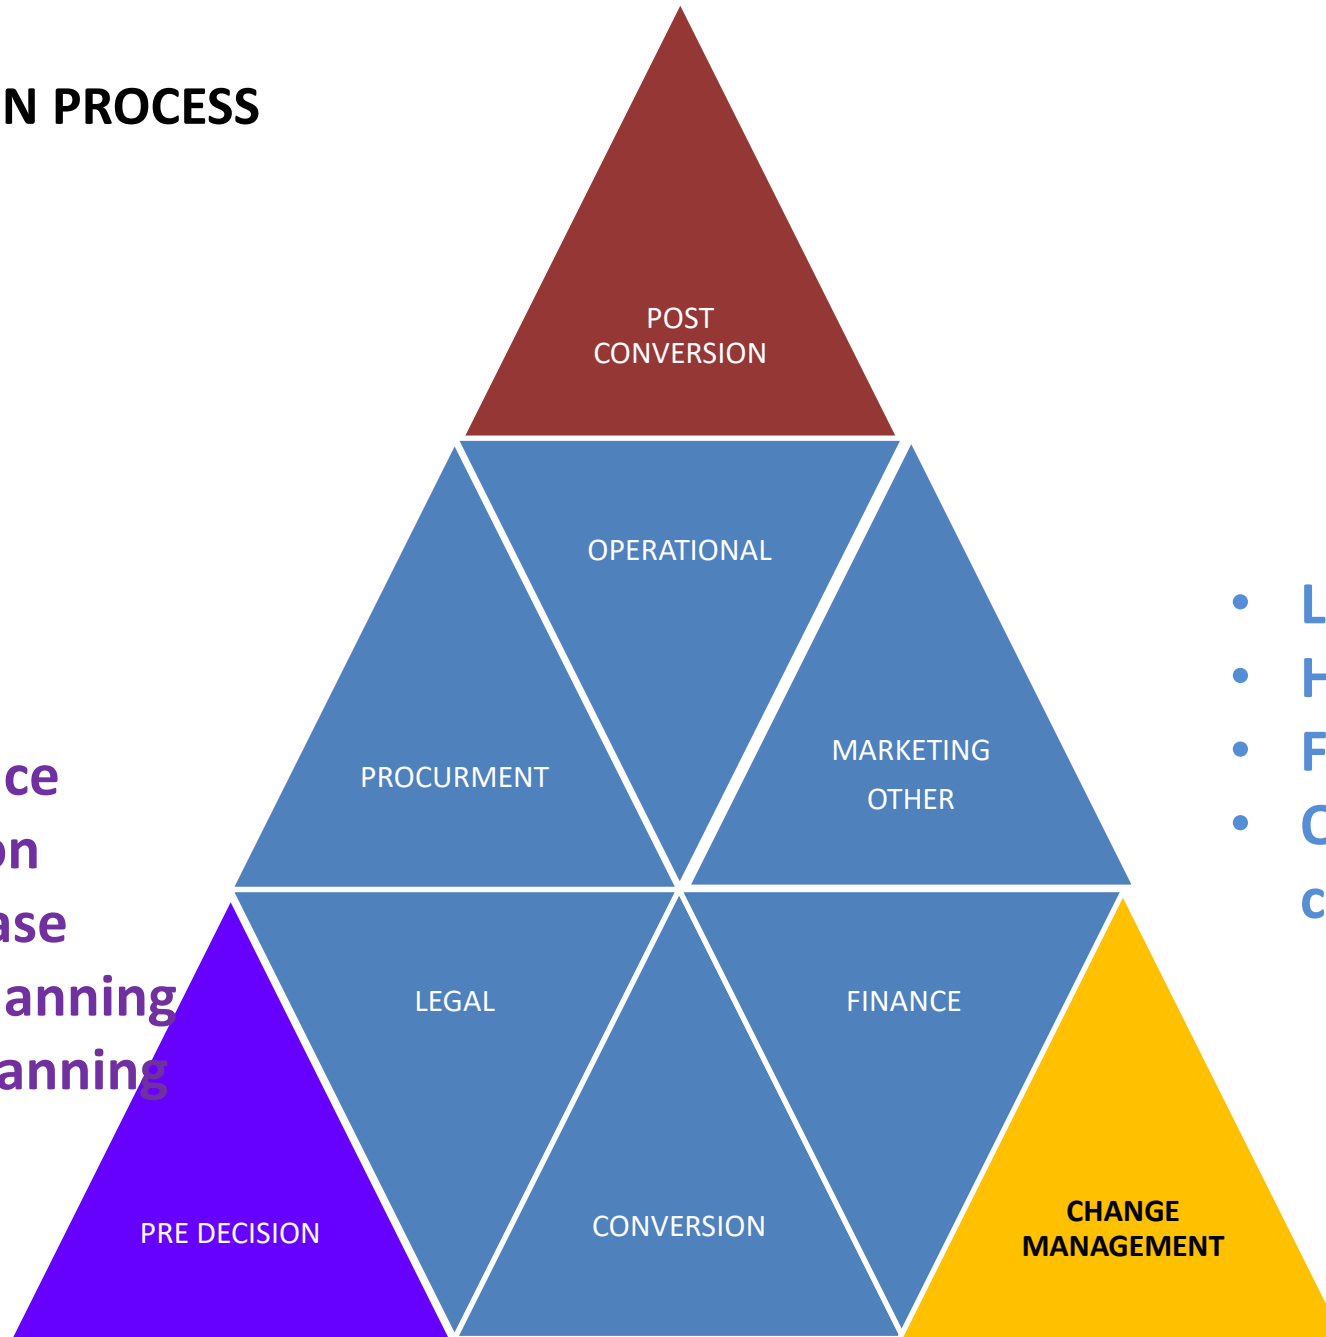 N PROCESS
POST
CONVERSION
OPERATIONAL
PROCURMENT
MARKETING
OTHER
ce
on
ase
anning
anning
L
H
F
C
c
LEGAL
FINANCE
PRE DECISION
CONVERSION
CHANGE
MANAGEMENT